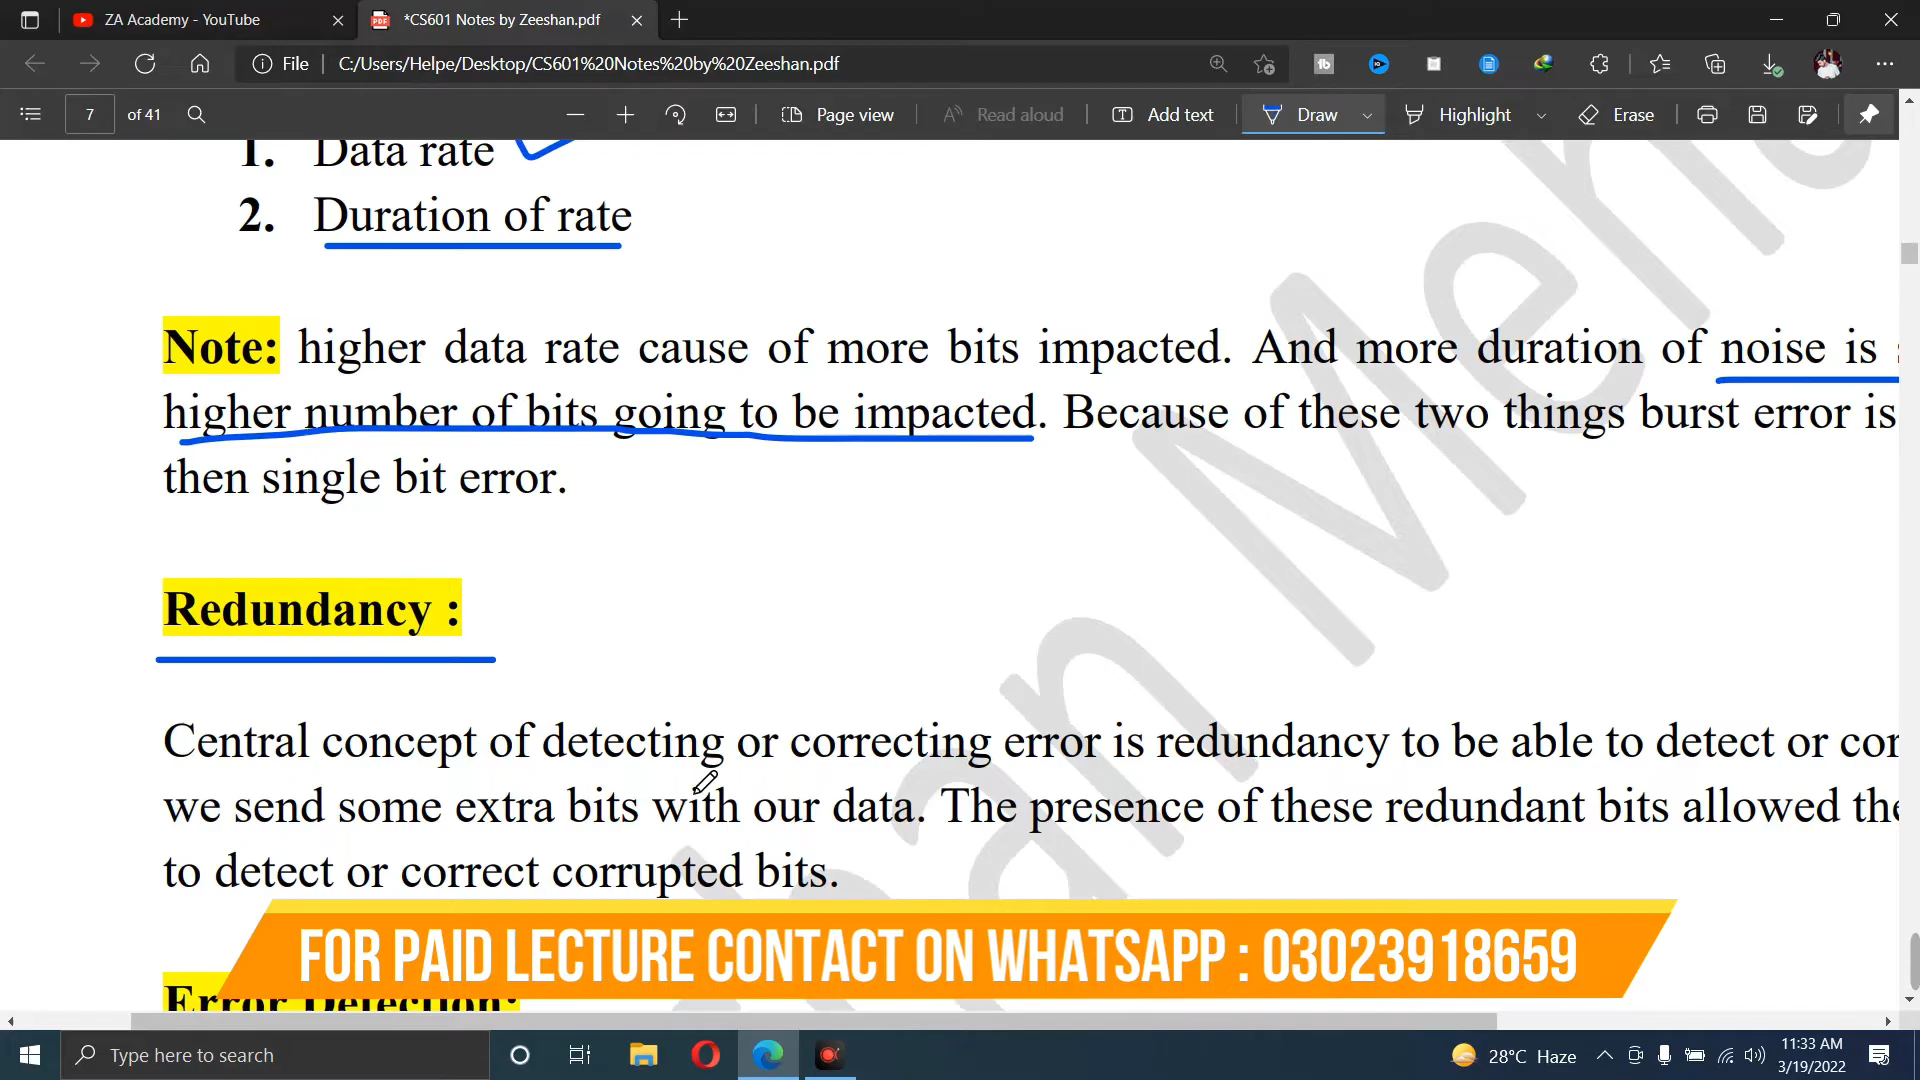 ZA Academy - YouTube
*CS601 Notes by Zeeshan.pdf
File C:/Users/Helpe/Desktop/CS601%20Notes%20by%20Zeeshan.pdf
7 of 41 Page view Read aloud Add text Draw Highlight Erase
1. Data rate
2. Duration of rate
Note: higher data rate cause of more bits impacted. And more duration of noise is
higher number of bits going to be impacted. Because of these two things burst error is
then single bit error.
Redundancy :
Central concept of detecting or correcting error is redundancy to be able to detect or cor
we send some extra bits with our data. The presence of these redundant bits allowed the
to detect or correct corrupted bits.
FOR PAID LECTURE CONTACT ON WHATSAPP : 03023918659
Error Detection:
Type here to search
28°C Haze
11:33 AM
3/19/2022